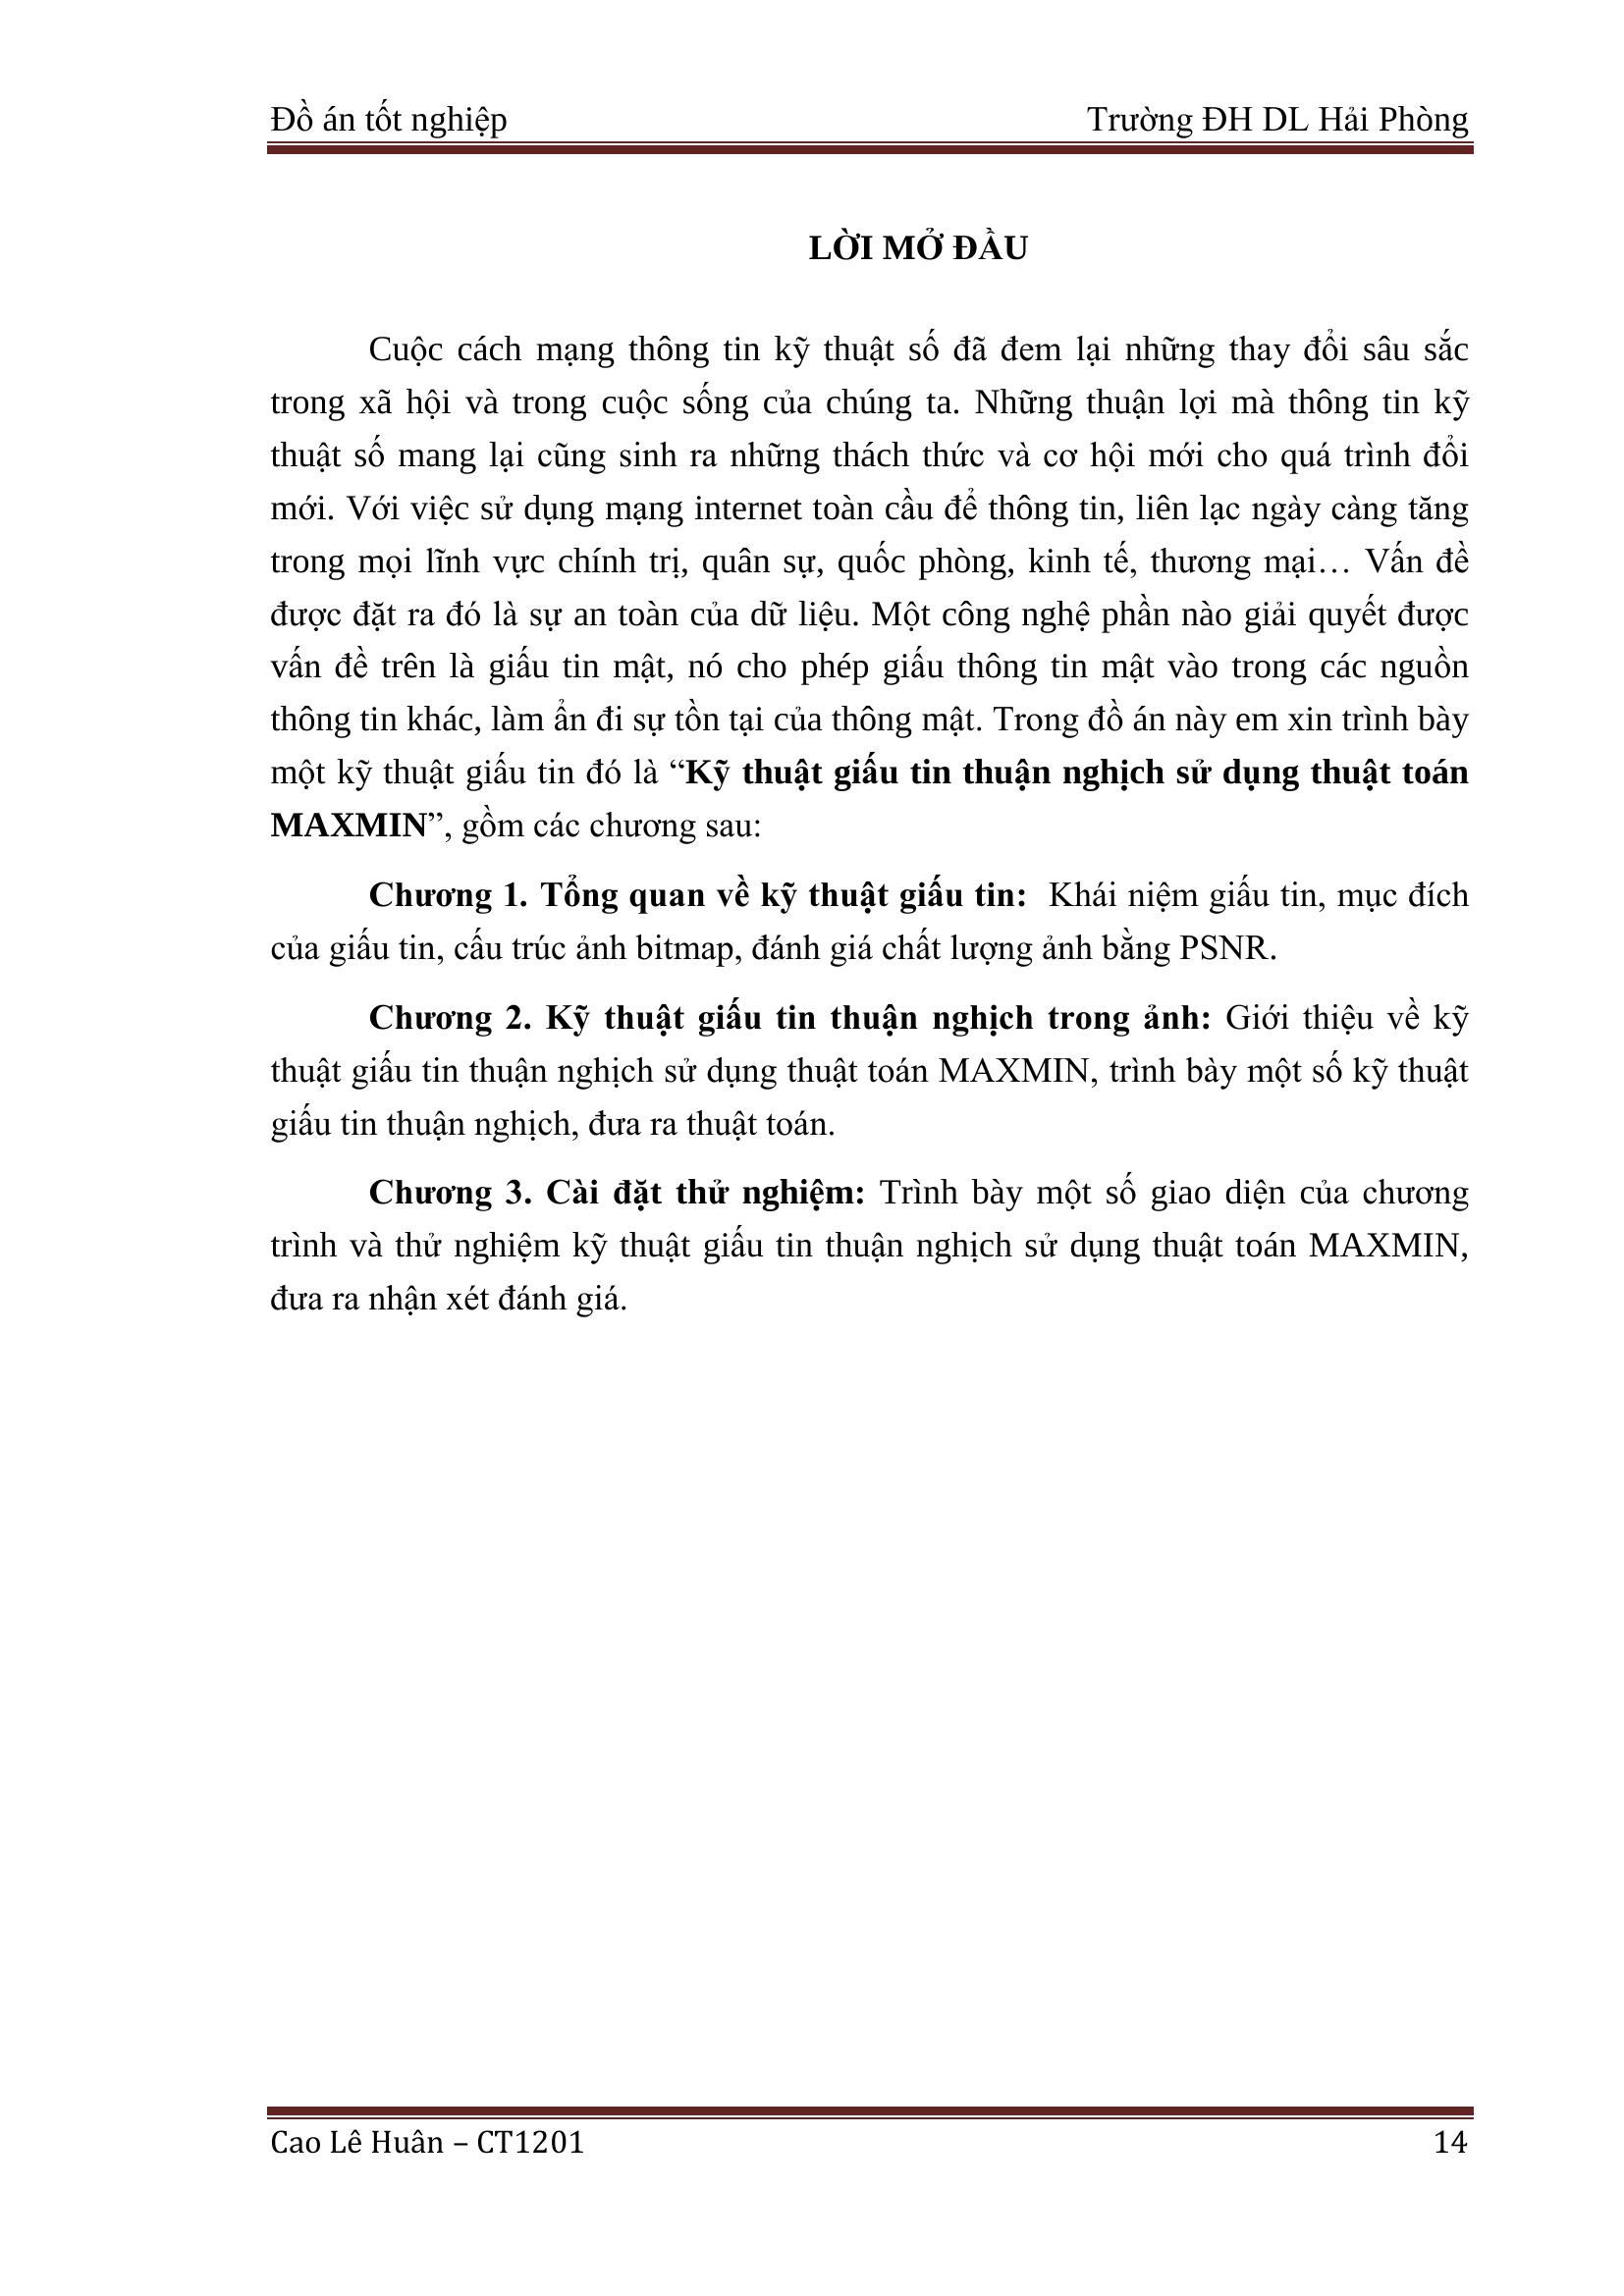 Đồ án tốt nghiệp Trường ĐH DL Hải Phòng
LỜI MỞ ĐẦU
Cuộc cách mạng thông tin kỹ thuật số đã đem lại những thay đổi sâu sắc
trong xã hội và trong cuộc sống của chúng ta. Những thuận lợi mà thông tin kỹ
thuật số mang lại cũng sinh ra những thách thức và cơ hội mới cho quá trình đổi
mới. Với việc sử dụng mạng internet toàn cầu để thông tin, liên lạc ngày càng tăng
trong mọi lĩnh vực chính trị, quân sự, quốc phòng, kinh tế, thương mại… Vấn đề
được đặt ra đó là sự an toàn của dữ liệu. Một công nghệ phần nào giải quyết được
vấn đề trên là giấu tin mật, nó cho phép giấu thông tin mật vào trong các nguồn
thông tin khác, làm ẩn đi sự tồn tại của thông mật. Trong đồ án này em xin trình bày
một kỹ thuật giấu tin đó là “Kỹ thuật giấu tin thuận nghịch sử dụng thuật toán
MAXMIN”, gồm các chương sau:
Chương 1. Tổng quan về kỹ thuật giấu tin: Khái niệm giấu tin, mục đích
của giấu tin, cấu trúc ảnh bitmap, đánh giá chất lượng ảnh bằng PSNR.
Chương 2. Kỹ thuật giấu tin thuận nghịch trong ảnh: Giới thiệu về kỹ
thuật giấu tin thuận nghịch sử dụng thuật toán MAXMIN, trình bày một số kỹ thuật
giấu tin thuận nghịch, đưa ra thuật toán.
Chương 3. Cài đặt thử nghiệm: Trình bày một số giao diện của chương
trình và thử nghiệm kỹ thuật giấu tin thuận nghịch sử dụng thuật toán MAXMIN,
đưa ra nhận xét đánh giá.
Cao Lê Huân – CT1201 14